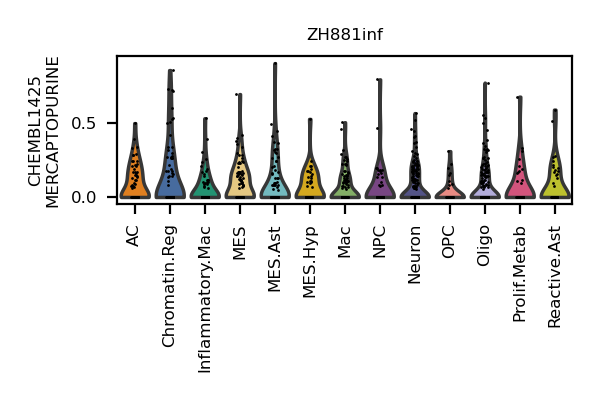 ZH881inf
CHEMBL1425
MERCAPTOPURINE
0.5
0.0
AC
Chromatin.Reg
Inflammatory.Mac
MES
MES.Ast
MES.Hyp
Mac
NPC
Neuron
OPC
Oligo
Prolif.Metab
Reactive.Ast